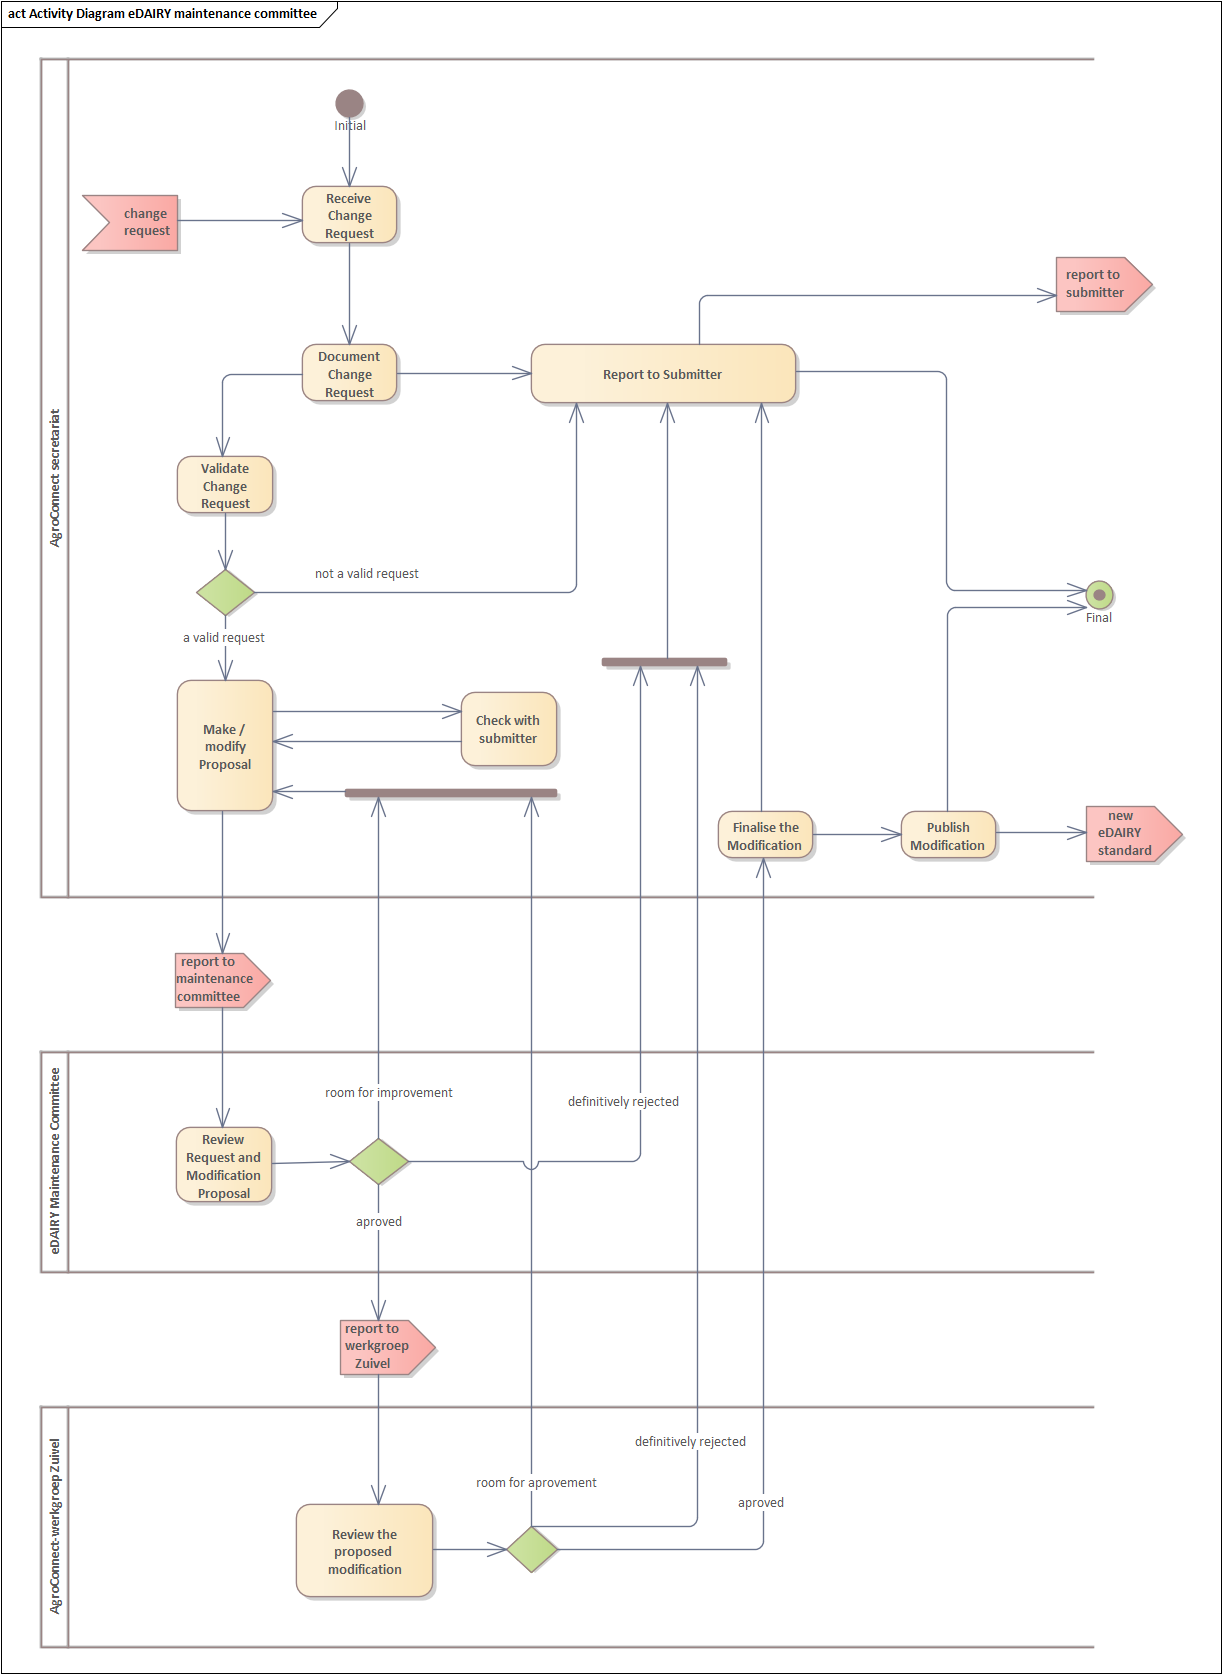 act Activity Diagram eDAIRY maintenance committee
AgroConnect secretariat
Initial
change
request
Receive
Change
Request
report to
submitter
Document
Change
Request
Report to Submitter
Validate
Change
Request
not a valid request
Final
a valid request
Make /
modify
Proposal
Check with
submitter
Finalise the
Modification
Publish
Modification
new
eDAIRY
standard
report to
maintenance
committee
eDAIRY Maintenance Committee
room for improvement
definitively rejected
Review
Request and
Modification
Proposal
aproved
report to
werkgroep
Zuivel
AgroConnect-werkgroep Zuivel
definitively rejected
room for aprovement
aproved
Review the
proposed
modification